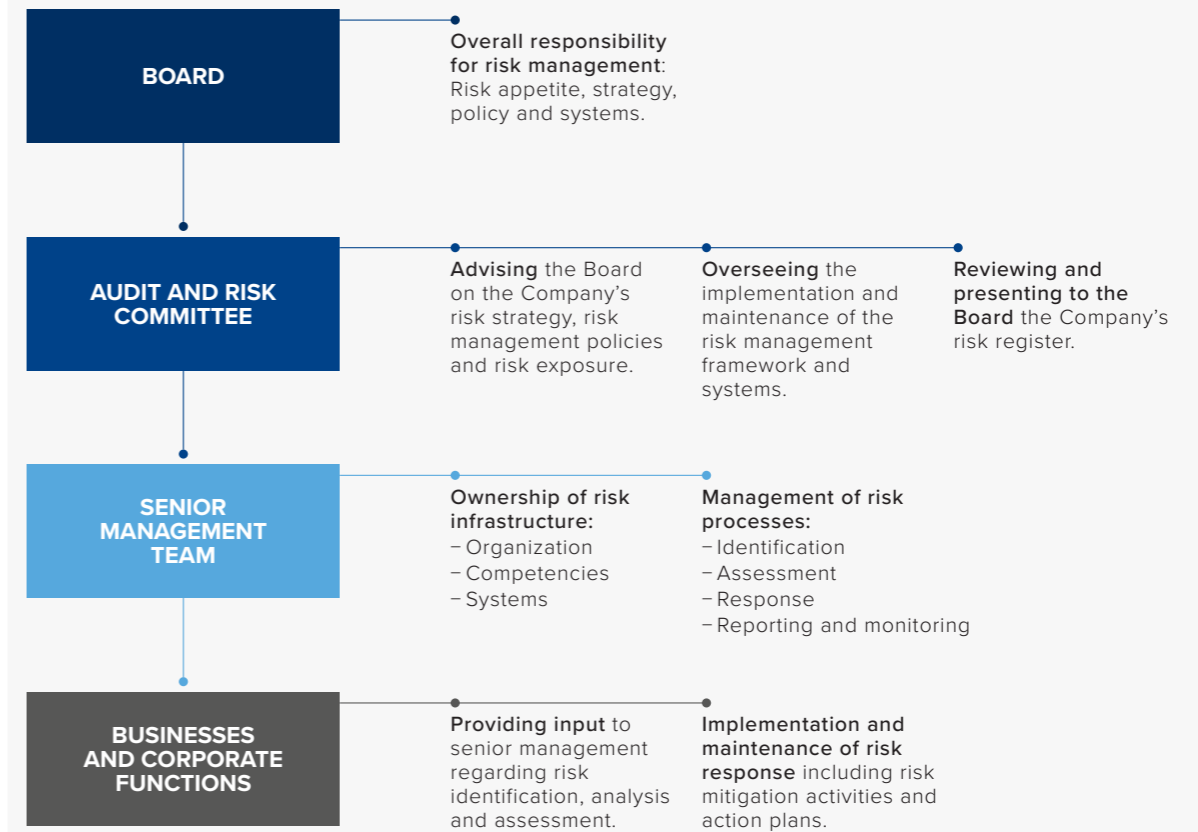 BOARD
Overall responsibility
for risk management:
Risk appetite, strategy,
policy and systems.
AUDIT AND RISK
COMMITTEE
Advising the Board
on the Company’s
risk strategy, risk
management policies
and risk exposure.
Overseeing the
implementation and
maintenance of the
risk management
framework and
systems.
Reviewing and
presenting to the
Board the Company’s
risk register.
SENIOR
MANAGEMENT
TEAM
Ownership of risk
infrastructure:
– Organization
– Competencies
– Systems
Management of risk
processes:
– Identification
– Assessment
– Response
– Reporting and monitoring
BUSINESSES
AND CORPORATE
FUNCTIONS
Providing input to
senior management
regarding risk
identification, analysis
and assessment.
Implementation and
maintenance of risk
response including risk
mitigation activities and
action plans.